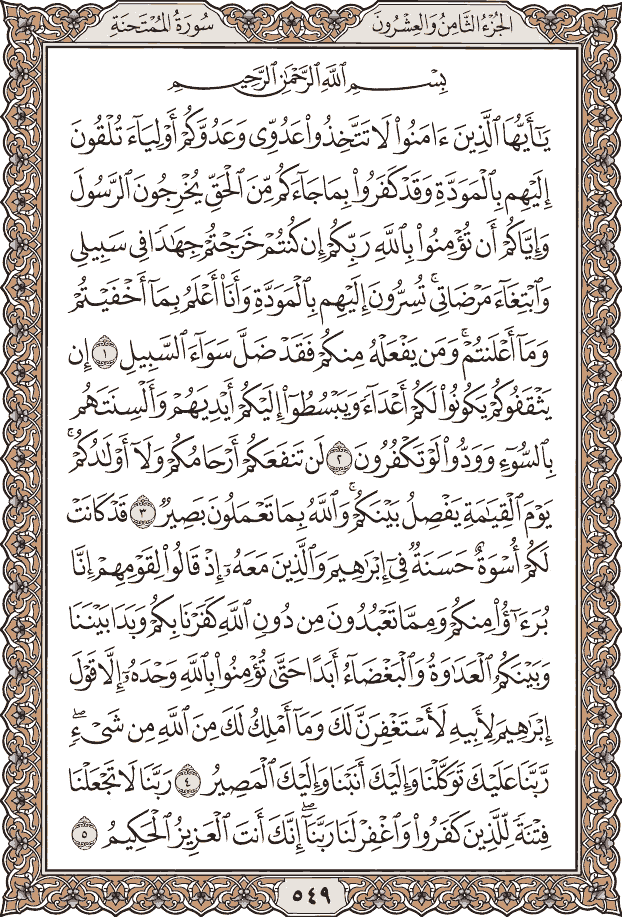 الجُزْءُ الثَّامِنُ وَالعِشْرُونَ سُورَةُ المُمْتَحنَةِ
بِسْمِ ٱللَّهِ ٱلرَّحْمَٰنِ ٱلرَّحِيمِ
يَٰٓأَيُّهَا ٱلَّذِينَ ءَامَنُوا۟ لَا تَتَّخِذُوا۟ عَدُوِّى وَعَدُوَّكُمْ أَوْلِيَآءَ تُلْقُونَ
إِلَيْهِم بِٱلْمَوَدَّةِ وَقَدْ كَفَرُوا۟ بِمَا جَآءَكُم مِّنَ ٱلْحَقِّ يُخْرِجُونَ ٱلرَّسُولَ
وَإِيَّاكُمْ أَن تُؤْمِنُوا۟ بِٱللَّهِ رَبِّكُمْ إِن كُنتُمْ خَرَجْتُمْ جِهَٰدًا فِى سَبِيلِى
وَٱبْتِغَآءَ مَرْضَاتِى ۚ تُسِرُّونَ إِلَيْهِم بِٱلْمَوَدَّةِ وَأَنَا۠ أَعْلَمُ بِمَآ أَخْفَيْتُمْ
وَمَآ أَعْلَنتُمْ ۚ وَمَن يَفْعَلْهُ مِنكُمْ فَقَدْ ضَلَّ سَوَآءَ ٱلسَّبِيلِ ١ إِن
يَثْقَفُوكُمْ يَكُونُوا۟ لَكُمْ أَعْدَآءً وَيَبْسُطُوٓا۟ إِلَيْكُمْ أَيْدِيَهُمْ وَأَلْسِنَتَهُم
بِٱلسُّوٓءِ وَوَدُّوا۟ لَوْ تَكْفُرُونَ ٢ لَن تَنفَعَكُمْ أَرْحَامُكُمْ وَلَآ أَوْلَٰدُكُمْ ۚ
يَوْمَ ٱلْقِيَٰمَةِ يَفْصِلُ بَيْنَكُمْ ۚ وَٱللَّهُ بِمَا تَعْمَلُونَ بَصِيرٌ ٣ قَدْ كَانَتْ
لَكُمْ أُسْوَةٌ حَسَنَةٌ فِىٓ إِبْرَٰهِيمَ وَٱلَّذِينَ مَعَهُۥٓ إِذْ قَالُوا۟ لِقَوْمِهِمْ إِنَّا
بُرَءَٰٓؤُا۟ مِنكُمْ وَمِمَّا تَعْبُدُونَ مِن دُونِ ٱللَّهِ كَفَرْنَا بِكُمْ وَبَدَا بَيْنَنَا
وَبَيْنَكُمُ ٱلْعَدَٰوَةُ وَٱلْبَغْضَآءُ أَبَدًا حَتَّىٰ تُؤْمِنُوا۟ بِٱللَّهِ وَحْدَهُۥٓ إِلَّا قَوْلَ
إِبْرَٰهِيمَ لِأَبِيهِ لَأَسْتَغْفِرَنَّ لَكَ وَمَآ أَمْلِكُ لَكَ مِنَ ٱللَّهِ مِن شَىْءٍ ۖ
رَّبَّنَا عَلَيْكَ تَوَكَّلْنَا وَإِلَيْكَ أَنَبْنَا وَإِلَيْكَ ٱلْمَصِيرُ ٤ رَبَّنَا لَا تَجْعَلْنَا
فِتْنَةً لِّلَّذِينَ كَفَرُوا۟ وَٱغْفِرْ لَنَا رَبَّنَآ ۖ إِنَّكَ أَنتَ ٱلْعَزِيزُ ٱلْحَكِيمُ ٥
٥٤٩